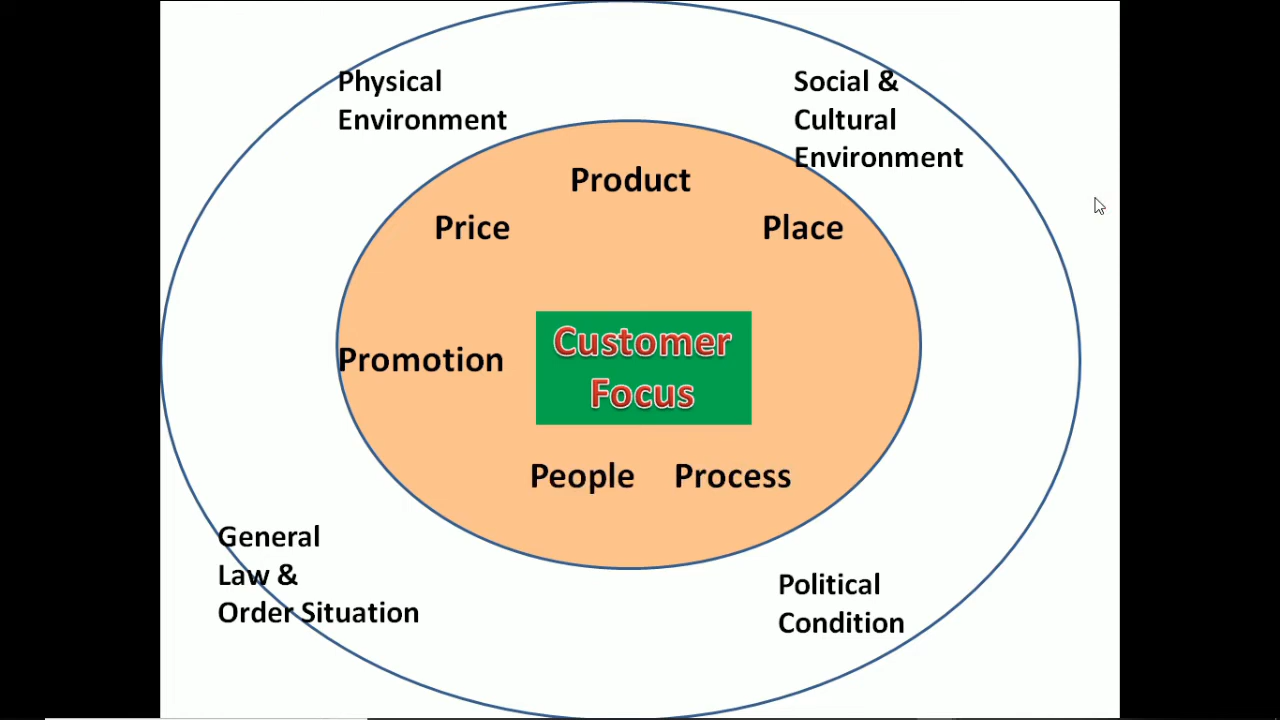 Physical
Environment
Social &
Cultural
Environment
Product
Price
Place
Promotion
Customer
Focus
People
Process
General
Law &
Order Situation
Political
Condition